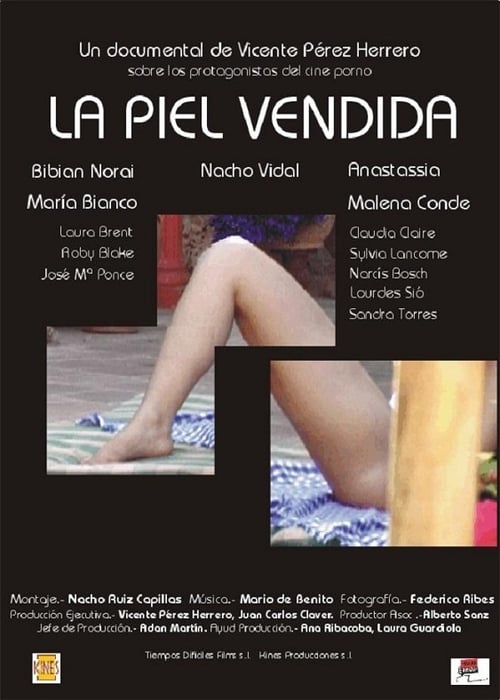 Un documental de Vicente Pérez Herrero
sobre los protagonistas del cine porno
LA PIEL VENDIDA
Bibian Norai Nacho Vidal Anastassia
María Bianco Malena Conde
Laura Brent Claudia Claire
Roby Blake Sylvia Lancome
José Mª Ponce Narcís Bosch
Lourdes Sió
Sandra Torres
Montaje.- Nacho Ruiz Capillas Música.- Mario de Benito Fotografía.- Federico Ribes
Producción Ejecutiva.- Vicente Pérez Herrero, Juan Carlos Claver. Productor Asoc.-Alberto Sanz
Jefe de Producción.- Adan Martín. Ayud Producción.- Ana Ribacoba, Laura Guardiola
Tiempos Difíciles Films s.l. Kines Producciones s.l.
KINES